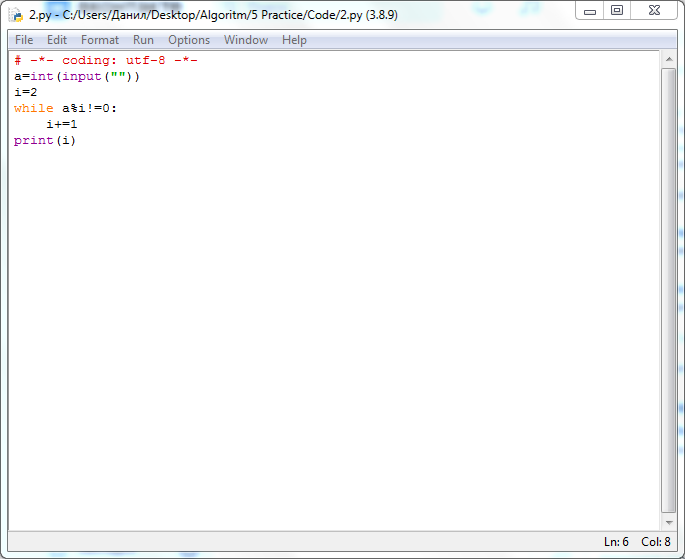 2.py - C:/Users/Данил/Desktop/Algoritm/5 Practice/Code/2.py (3.8.9)
File Edit Format Run Options Window Help
# -*- coding: utf-8 -*-
a=int(input(""))
i=2
while a%i!=0:
    i+=1
print(i)
Ln: 6 Col: 8